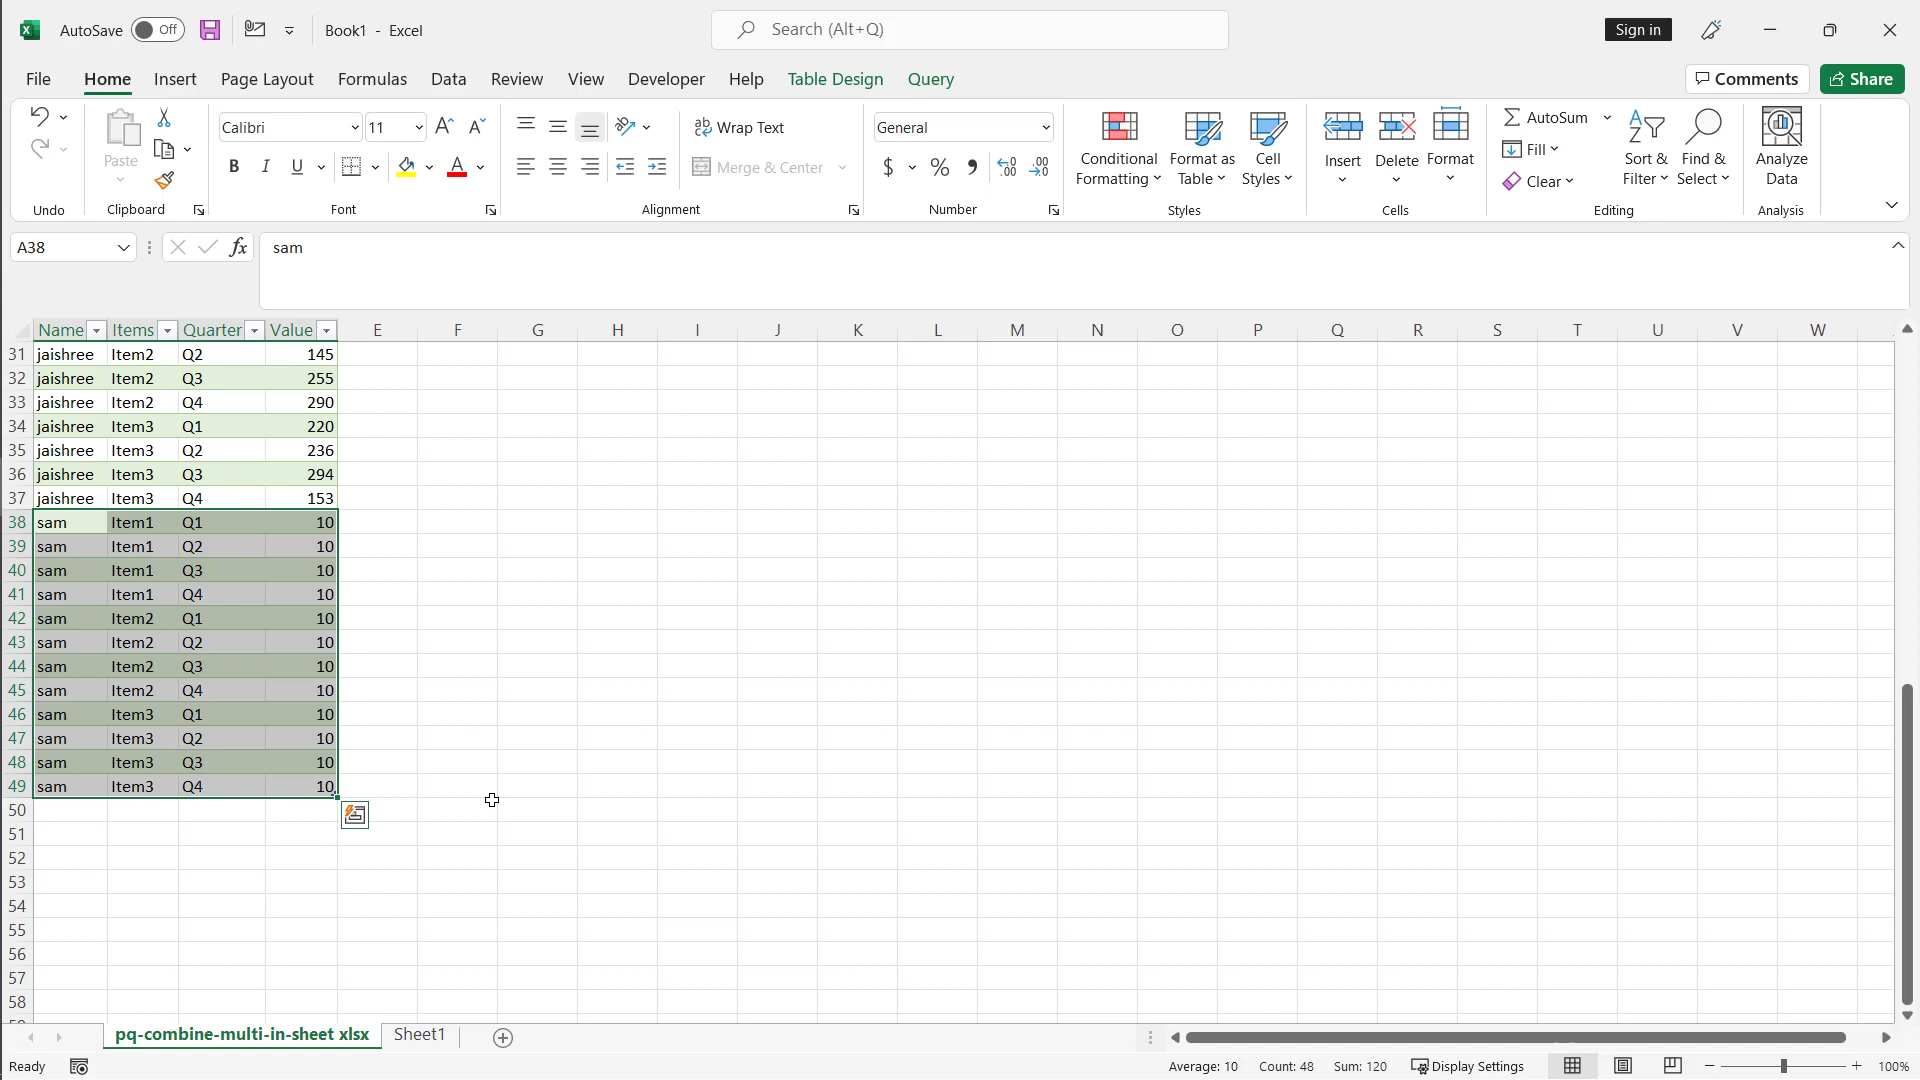 AutoSave Off Book1 - Excel Search (Alt+Q) Sign in
File Home Insert Page Layout Formulas Data Review View Developer Help Table Design Query Comments Share
Calibri 11 Wrap Text General AutoSum
Paste Conditional Formatting Format as Table Cell Styles Insert Delete Format Fill Sort & Filter Find & Select Analyze Data
B I U A Merge & Center $ % , Clear
Undo Clipboard Font Alignment Number Styles Cells Editing Analysis
A38 fx sam
Name Items Quarter Value E F G H I J K L M N O P Q R S T U V W
31 jaishree Item2 Q2 145
32 jaishree Item2 Q3 255
33 jaishree Item2 Q4 290
34 jaishree Item3 Q1 220
35 jaishree Item3 Q2 236
36 jaishree Item3 Q3 294
37 jaishree Item3 Q4 153
38 sam Item1 Q1 10
39 sam Item1 Q2 10
40 sam Item1 Q3 10
41 sam Item1 Q4 10
42 sam Item2 Q1 10
43 sam Item2 Q2 10
44 sam Item2 Q3 10
45 sam Item2 Q4 10
46 sam Item3 Q1 10
47 sam Item3 Q2 10
48 sam Item3 Q3 10
49 sam Item3 Q4 10
50
51
52
53
54
55
56
57
58
pq-combine-multi-in-sheet xlsx Sheet1
Ready Average: 10 Count: 48 Sum: 120 Display Settings 100%